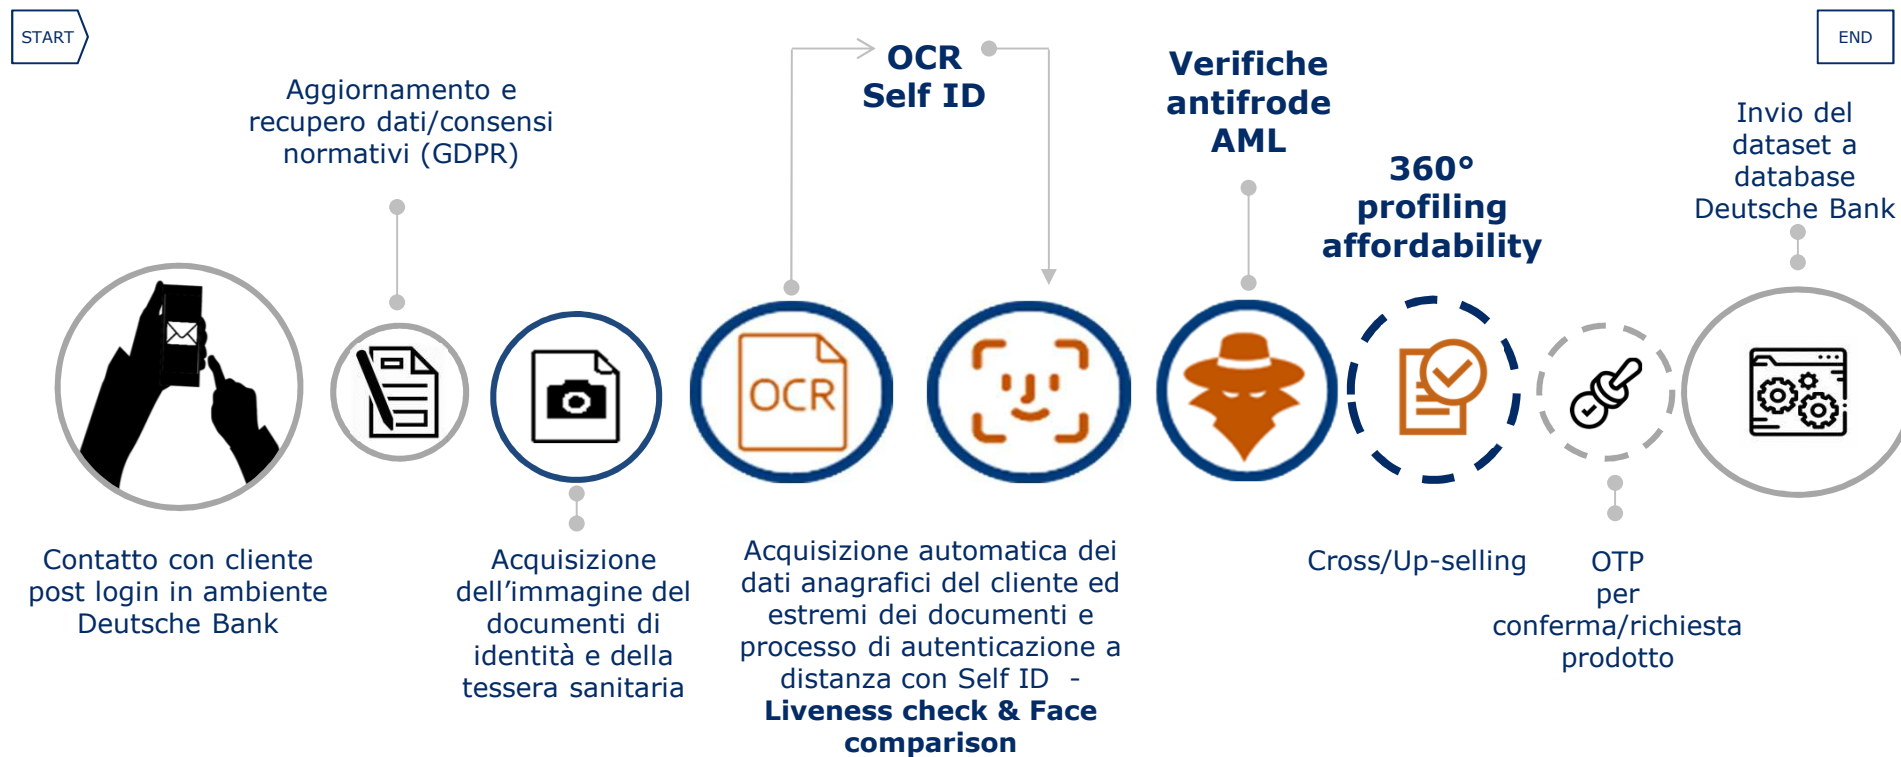 START
END
Aggiornamento e
recupero dati/consensi
normativi (GDPR)
OCR
Self ID
Verifiche
antifrode
AML
360°
profiling
affordability
Invio del
dataset a
database
Deutsche Bank
OCR
Contatto con cliente
post login in ambiente
Deutsche Bank
Acquisizione
dell’immagine del
documenti di
identità e della
tessera sanitaria
Acquisizione automatica dei
dati anagrafici del cliente ed
estremi dei documenti e
processo di autenticazione a
distanza con Self ID -
Liveness check & Face
comparison
Cross/Up-selling
OTP
per
conferma/richiesta
prodotto